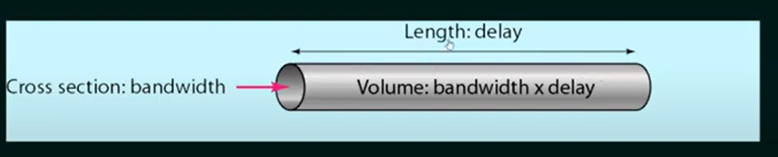 Length: delay
Cross section: bandwidth
Volume: bandwidth x delay